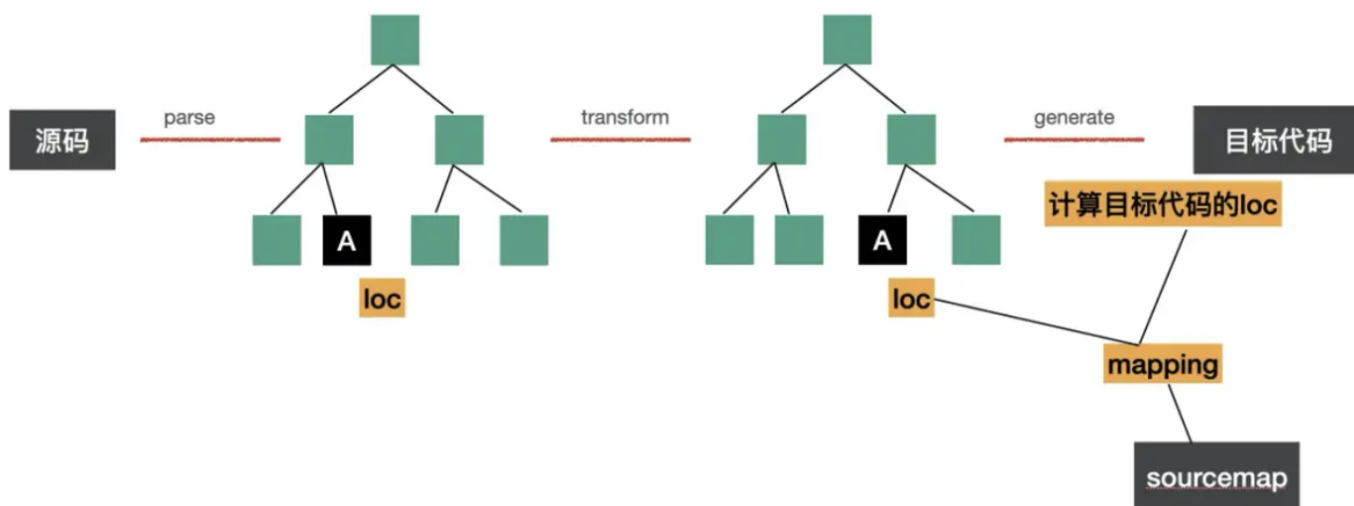 源码
parse
A
loc
transform
A
loc
generate
目标代码
计算目标代码的loc
mapping
sourcemap